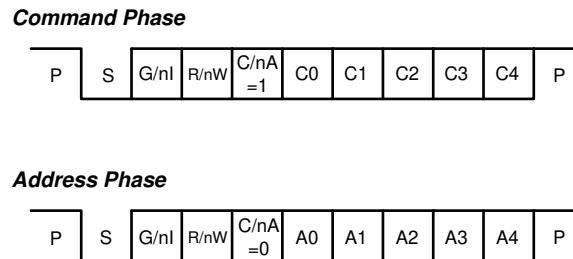 Command Phase
P S G/nI R/nW C/nA =1 C0 C1 C2 C3 C4 P
Address Phase
P S G/nI R/nW C/nA =0 A0 A1 A2 A3 A4 P